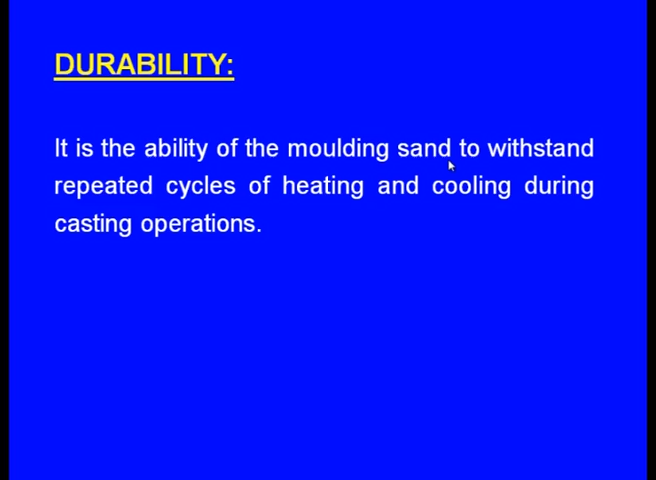 DURABILITY:
It is the ability of the moulding sand to withstand
repeated cycles of heating and cooling during
casting operations.